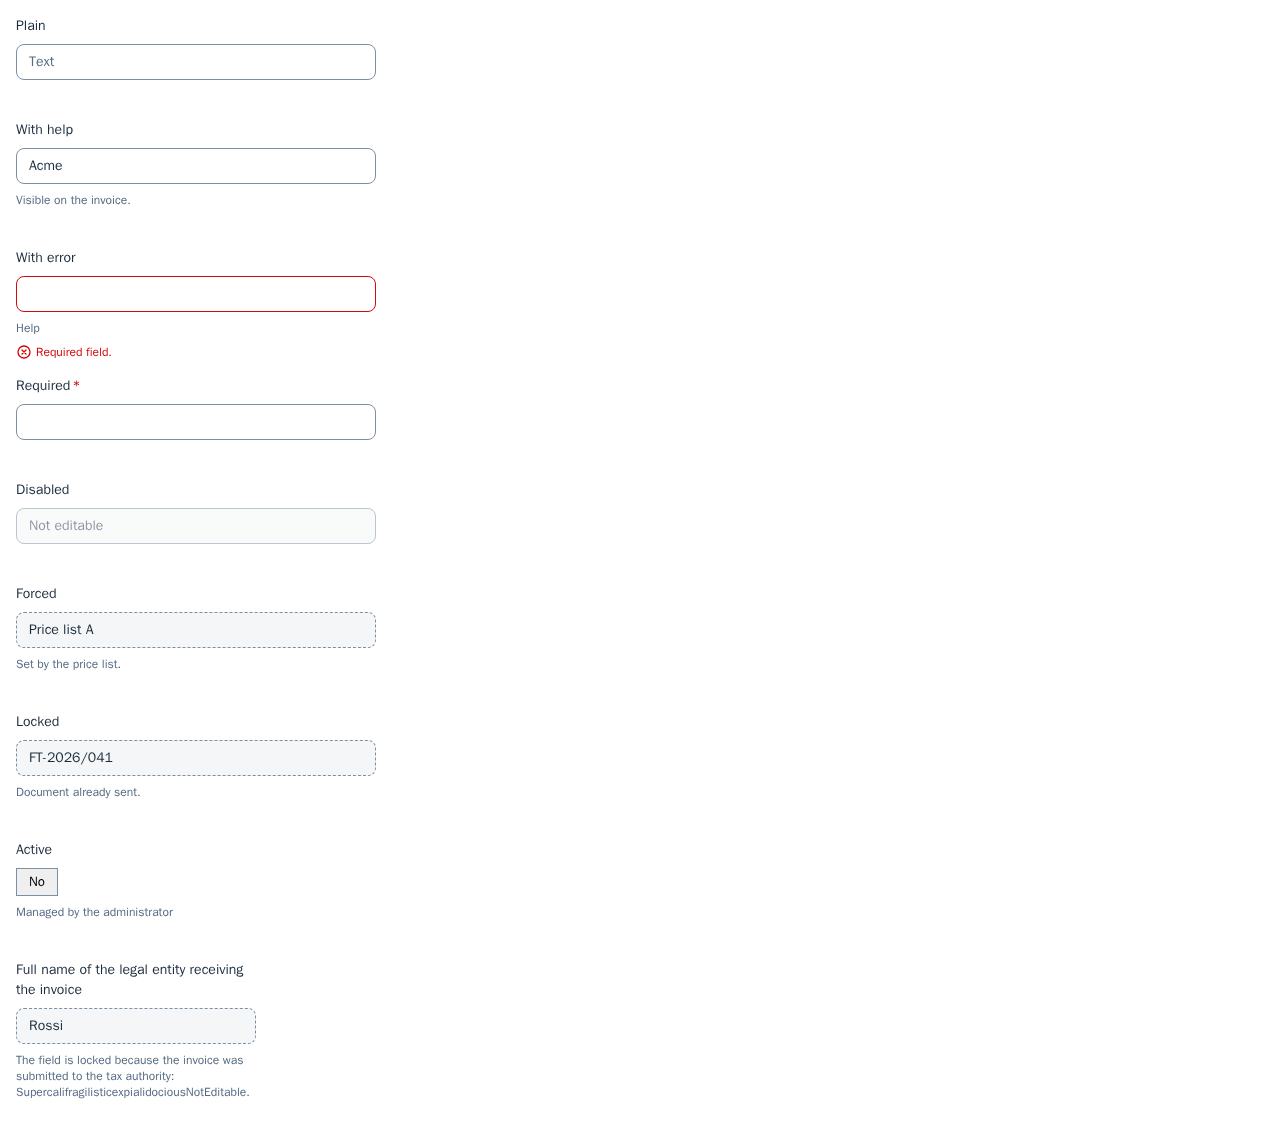 Plain
Text
With help
Acme
Visible on the invoice.
With error
Help
Required field.
Required *
Disabled
Not editable
Forced
Price list A
Set by the price list.
Locked
FT-2026/041
Document already sent.
Active
No
Managed by the administrator
Full name of the legal entity receiving
the invoice
Rossi
The field is locked because the invoice was
submitted to the tax authority:
SupercalifragilisticexpialidociousNotEditable.